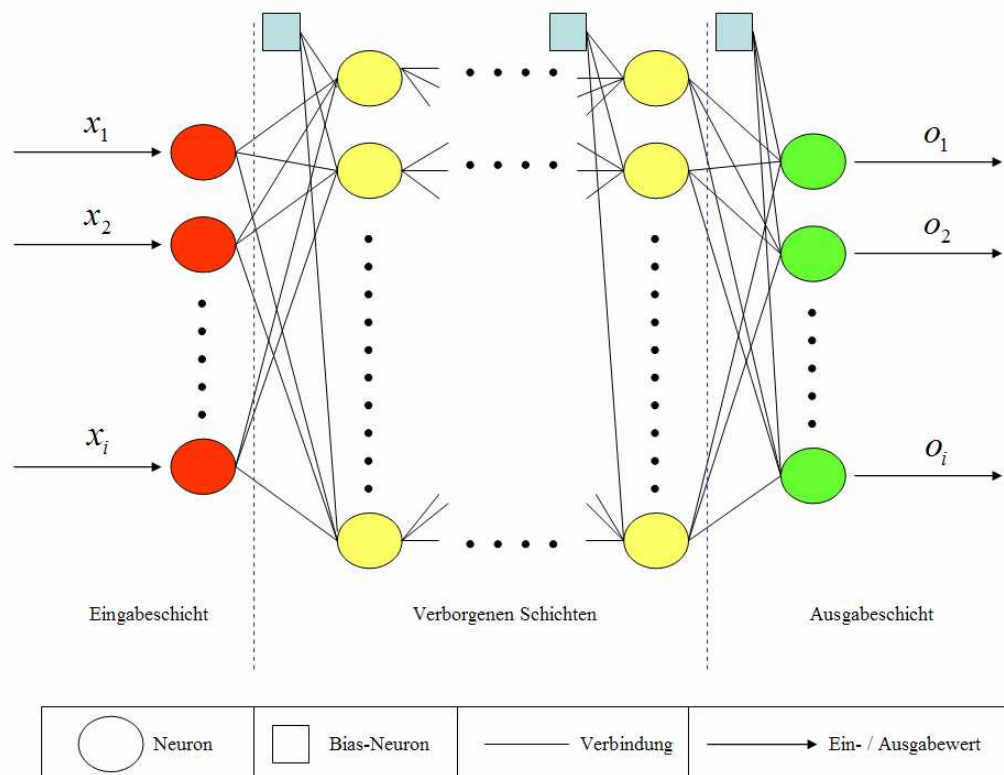 x₁
x₂
xᵢ
o₁
o₂
oᵢ
Eingabeschicht
Verborgenen Schichten
Ausgabeschicht
Neuron
Bias-Neuron
Verbindung
Ein- / Ausgabewert